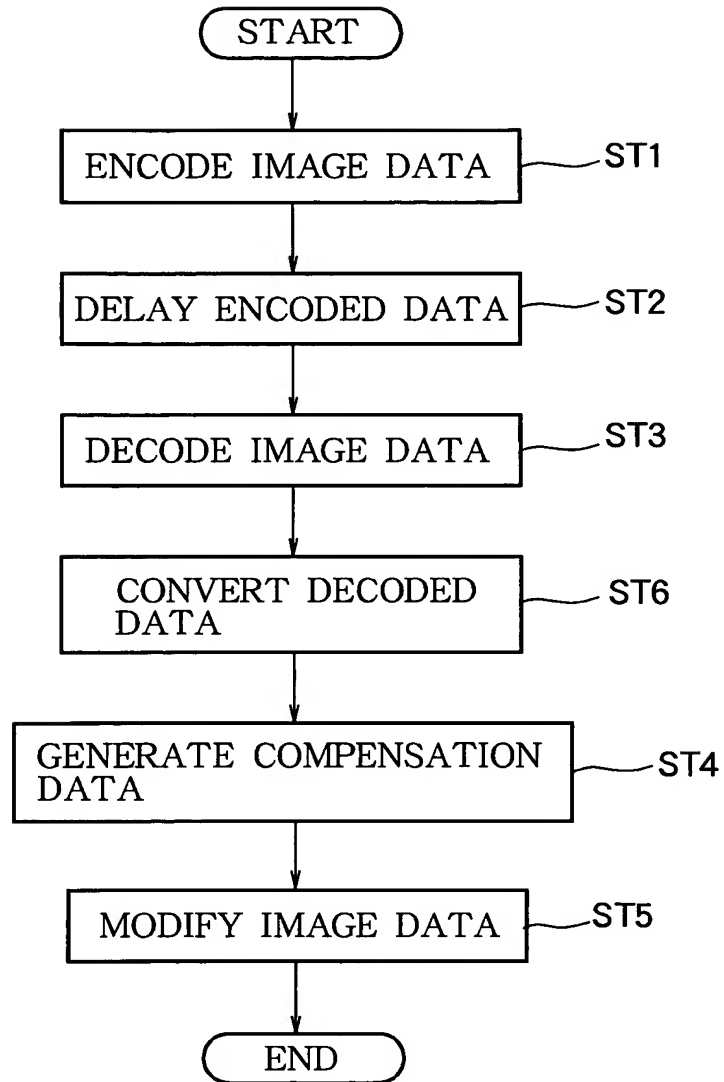 START
ENCODE IMAGE DATA
ST1
DELAY ENCODED DATA
ST2
DECODE IMAGE DATA
ST3
CONVERT DECODED
DATA
ST6
GENERATE COMPENSATION
DATA
ST4
MODIFY IMAGE DATA
ST5
END